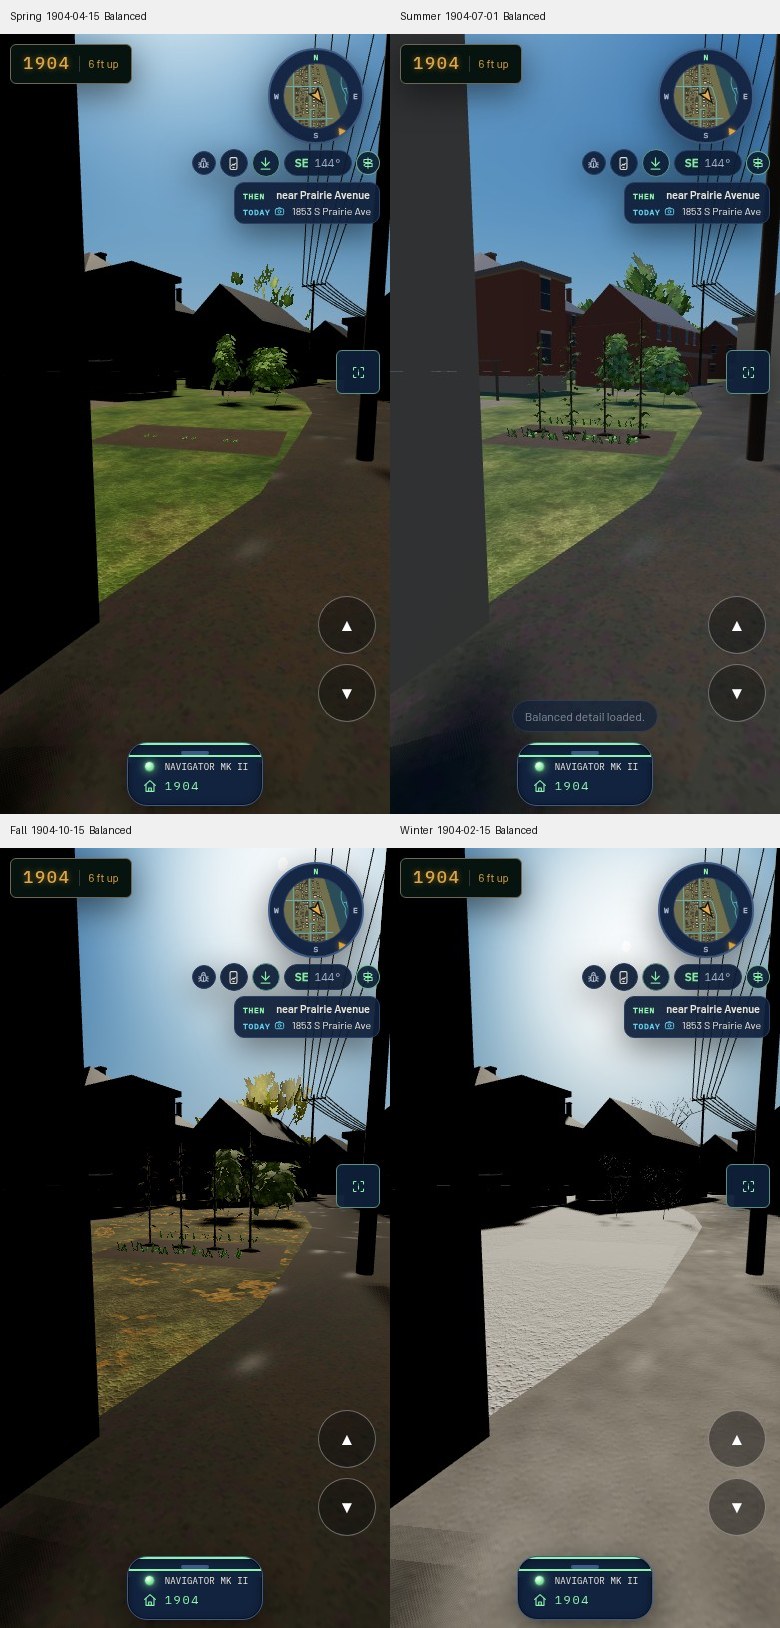 Spring 1904-04-15 Balanced
1904 6 ft up
N
W E
S
SE 144°
THEN near Prairie Avenue
TODAY 1853 S Prairie Ave
▲
▼
NAVIGATOR MK II
1904
Summer 1904-07-01 Balanced
1904 6 ft up
N
W E
S
SE 144°
THEN near Prairie Avenue
TODAY 1853 S Prairie Ave
▲
▼
Balanced detail loaded.
NAVIGATOR MK II
1904
Fall 1904-10-15 Balanced
1904 6 ft up
N
W E
S
SE 144°
THEN near Prairie Avenue
TODAY 1853 S Prairie Ave
▲
▼
NAVIGATOR MK II
1904
Winter 1904-02-15 Balanced
1904 6 ft up
N
W E
S
SE 144°
THEN near Prairie Avenue
TODAY 1853 S Prairie Ave
▲
▼
NAVIGATOR MK II
1904